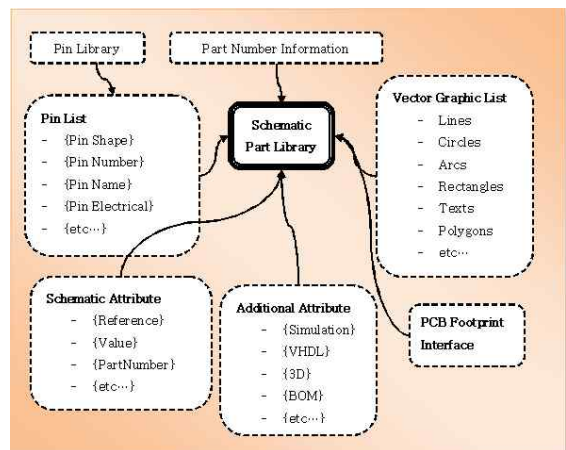 Pin Library
Part Number Information
Pin List
- {Pin Shape}
- {Pin Number}
- {Pin Name}
- {Pin Electrical}
- {etc…}
Schematic
Part Library
Vector Graphic List
- Lines
- Circles
- Arcs
- Rectangles
- Texts
- Polygons
- etc…
Schematic Attribute
- {Reference}
- {Value}
- {PartNumber}
- {etc…}
Additional Attribute
- {Simulation}
- {VHDL}
- {3D}
- {BOM}
- {etc…}
PCB Footprint
Interface